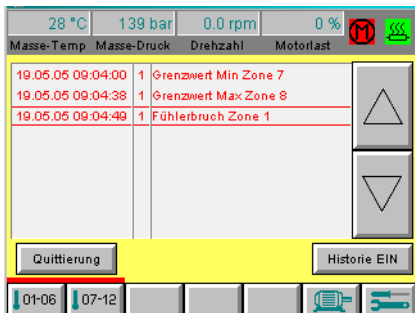 28 °C 139 bar 0.0 rpm 0 %
Masse-Temp Masse-Druck Drehzahl Motorlast
M
19.05.05 09:04:00 1 Grenzwert Min Zone 7
19.05.05 09:04:38 1 Grenzwert Max Zone 8
19.05.05 09:04:49 1 Fühlerbruch Zone 1
Quittierung Historie EIN
01-06 07-12